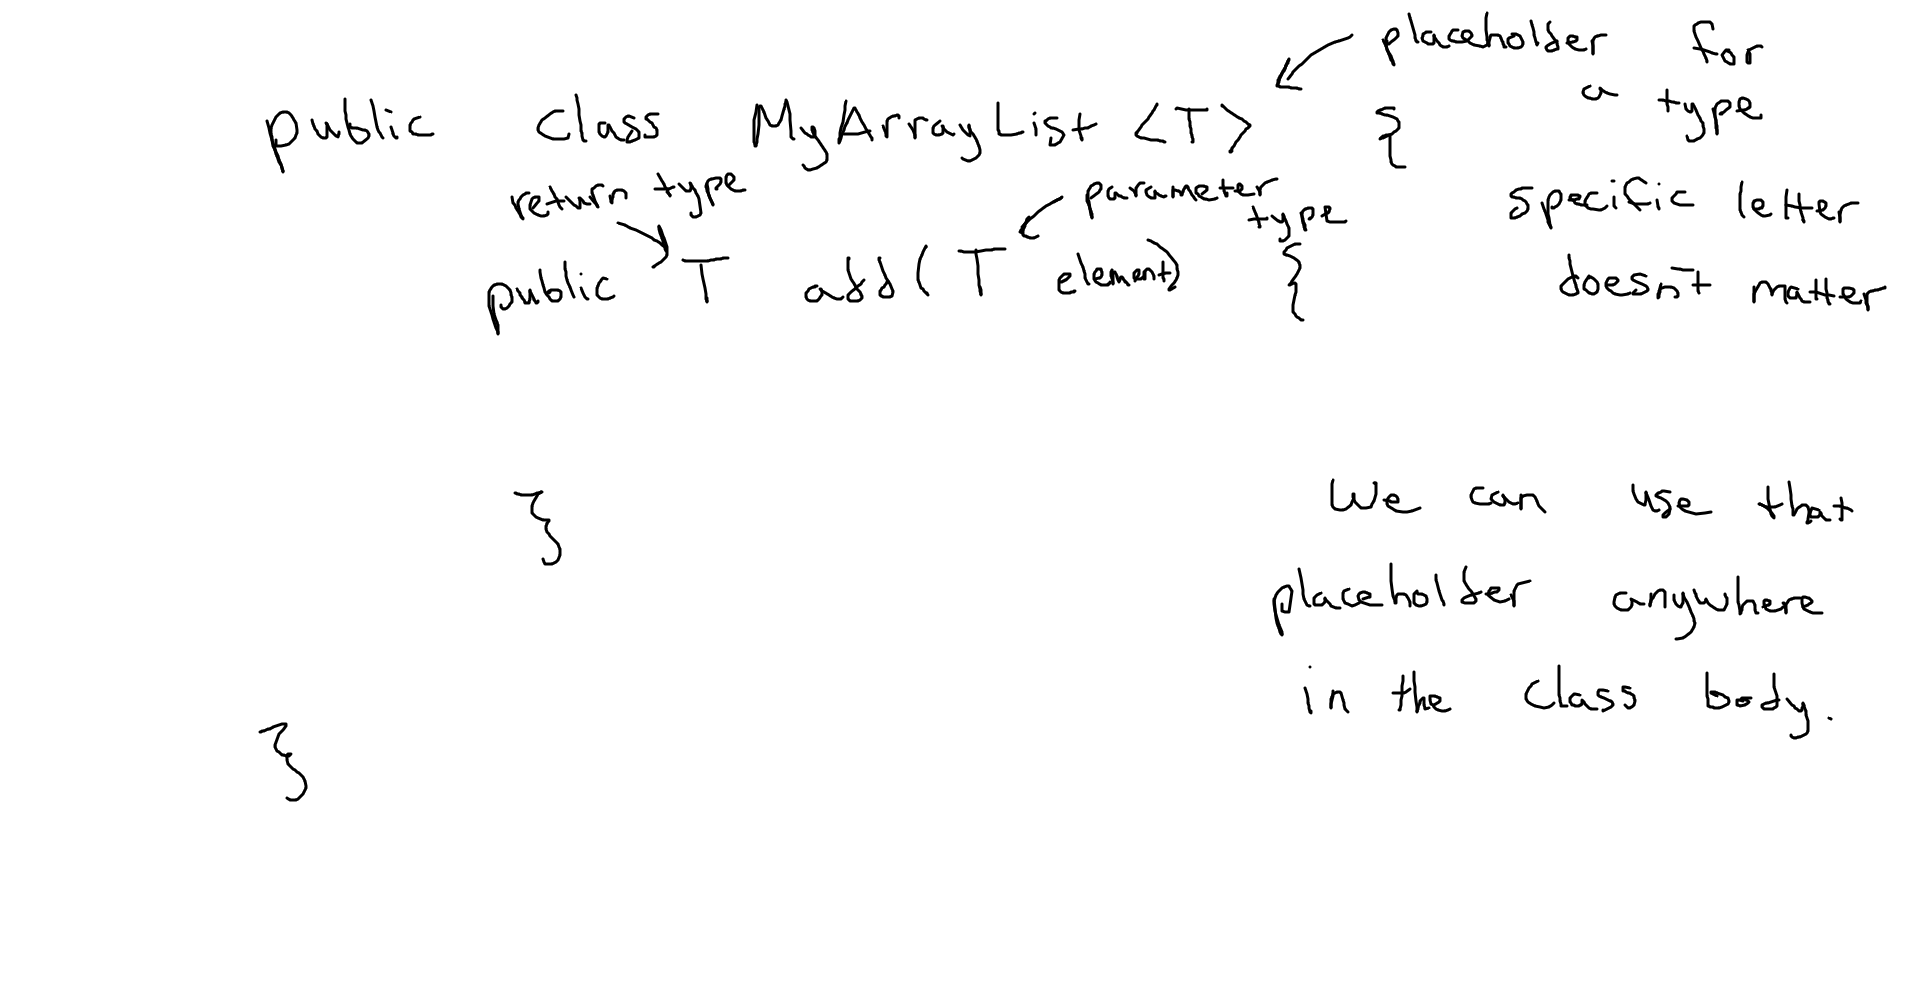 placeholder for
a type
public class MyArrayList <T> {
return type
parameter
type
specific letter
public T add( T element) {
doesn't matter
}
We can use that
placeholder anywhere
in the class body.
}